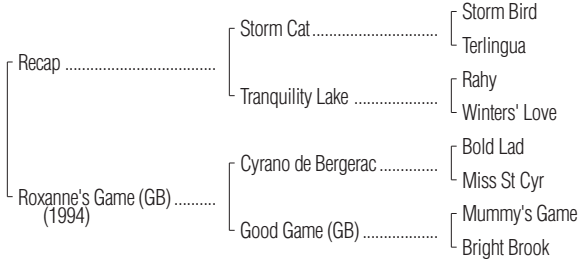 Storm Bird
Storm Cat
Terlingua
Recap
Rahy
Tranquility Lake
Winters' Love
Bold Lad
Cyrano de Bergerac
Miss St Cyr
Roxanne's Game (GB)
(1994)
Mummy's Game
Good Game (GB)
Bright Brook